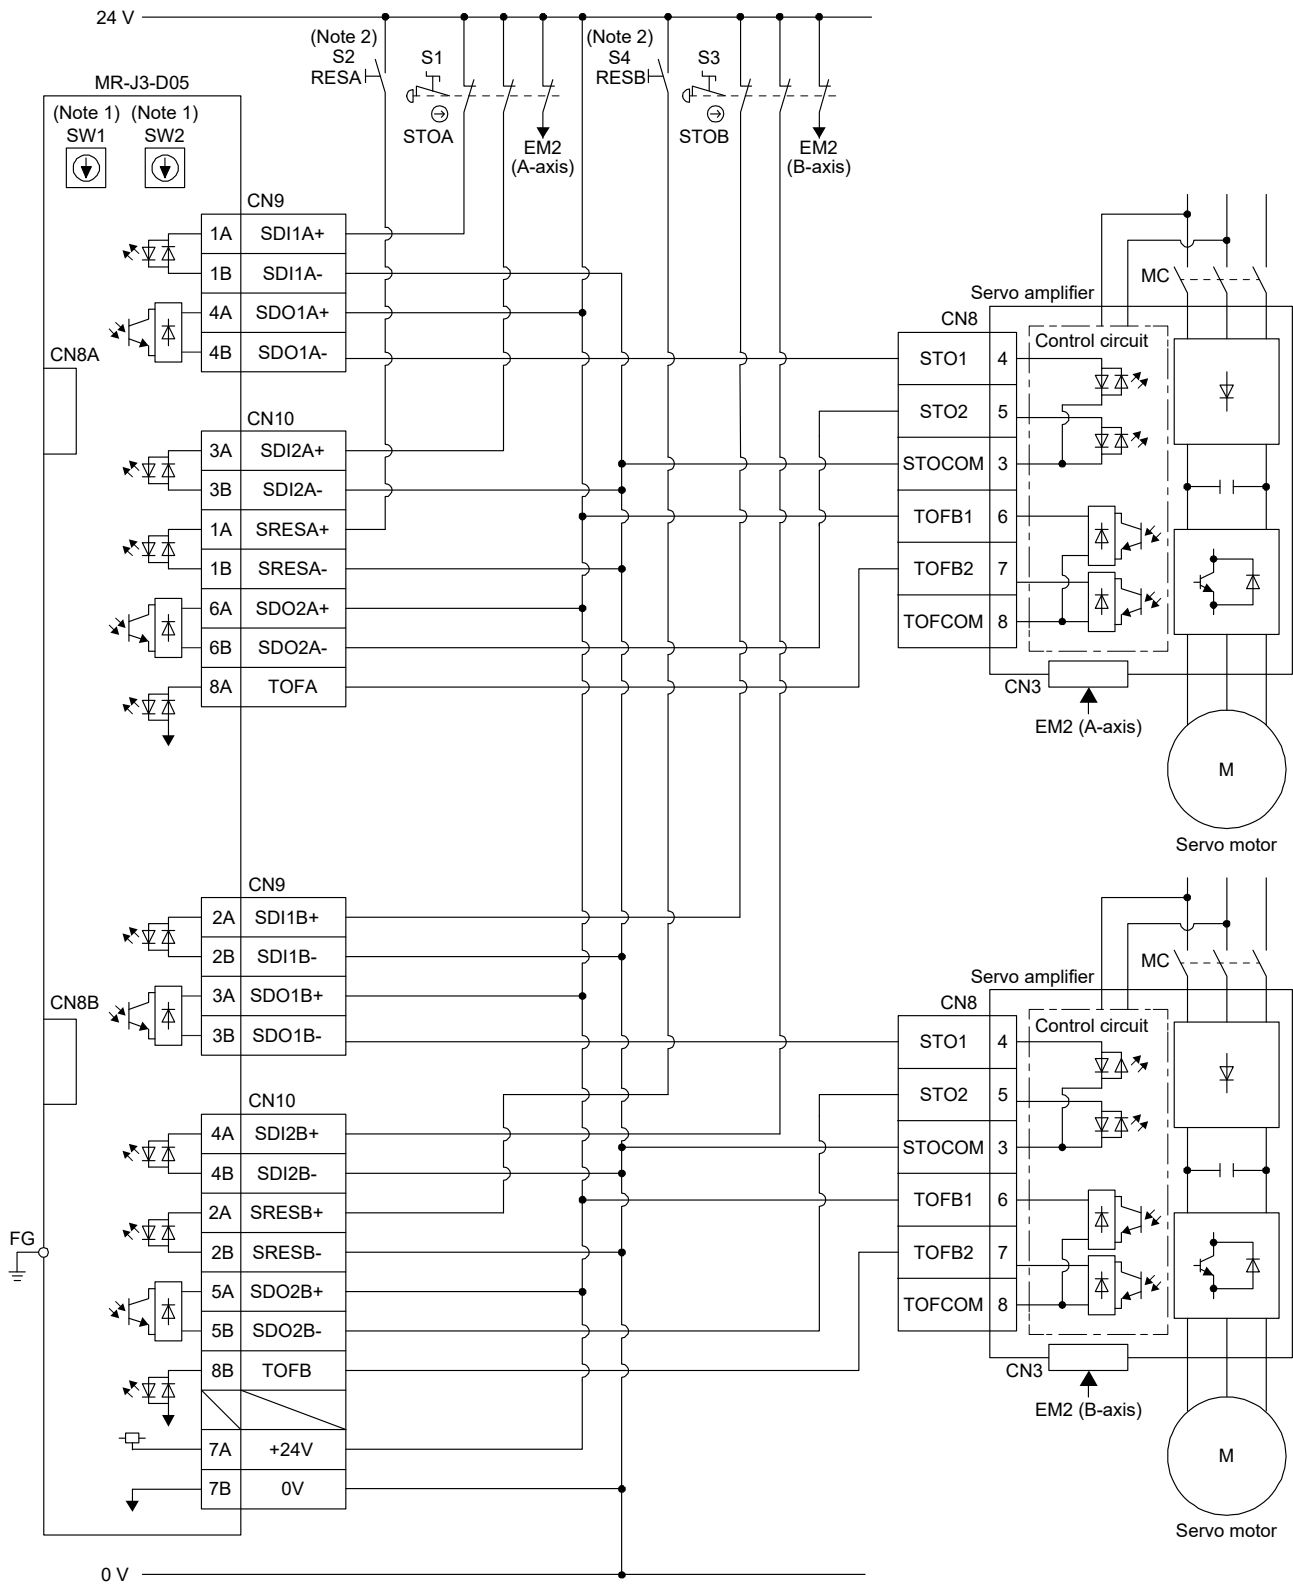 24 V
(Note 2)
S2
RESA
S1
STOA
EM2
(A-axis)
(Note 2)
S4
RESB
S3
STOB
EM2
(B-axis)
MR-J3-D05
(Note 1) (Note 1)
SW1 SW2
CN8A
CN9
1A SDI1A+
1B SDI1A-
4A SDO1A+
4B SDO1A-
CN10
3A SDI2A+
3B SDI2A-
1A SRESA+
1B SRESA-
6A SDO2A+
6B SDO2A-
8A TOFA
MC
Servo amplifier
CN8
Control circuit
STO1 4
STO2 5
STOCOM 3
TOFB1 6
TOFB2 7
TOFCOM 8
CN3
EM2 (A-axis)
M
Servo motor
CN8B
CN9
2A SDI1B+
2B SDI1B-
3A SDO1B+
3B SDO1B-
CN10
4A SDI2B+
4B SDI2B-
2A SRESB+
2B SRESB-
5A SDO2B+
5B SDO2B-
8B TOFB
7A +24V
7B 0V
FG
MC
Servo amplifier
CN8
Control circuit
STO1 4
STO2 5
STOCOM 3
TOFB1 6
TOFB2 7
TOFCOM 8
CN3
EM2 (B-axis)
M
Servo motor
0 V